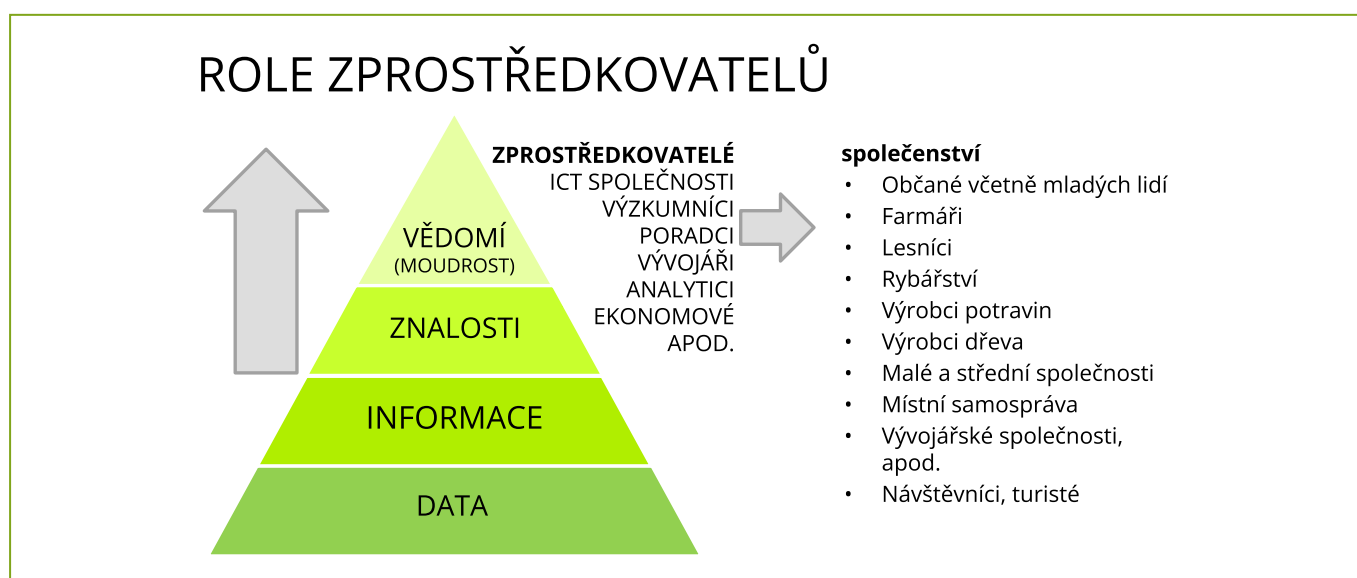 ROLE ZPROSTŘEDKOVATELŮ
VĚDOMÍ
(MOUDROST)
ZNALOSTI
INFORMACE
DATA
ZPROSTŘEDKOVATELÉ
ICT SPOLEČNOSTI
VÝZKUMNÍCI
PORADCI
VÝVOJÁŘI
ANALYTICI
EKONOMOVÉ
APOD.
společenství
• Občané včetně mladých lidí
• Farmáři
• Lesníci
• Rybářství
• Výrobci potravin
• Výrobci dřeva
• Malé a střední společnosti
• Místní samospráva
• Vývojářské společnosti,
apod.
• Návštěvníci, turisté